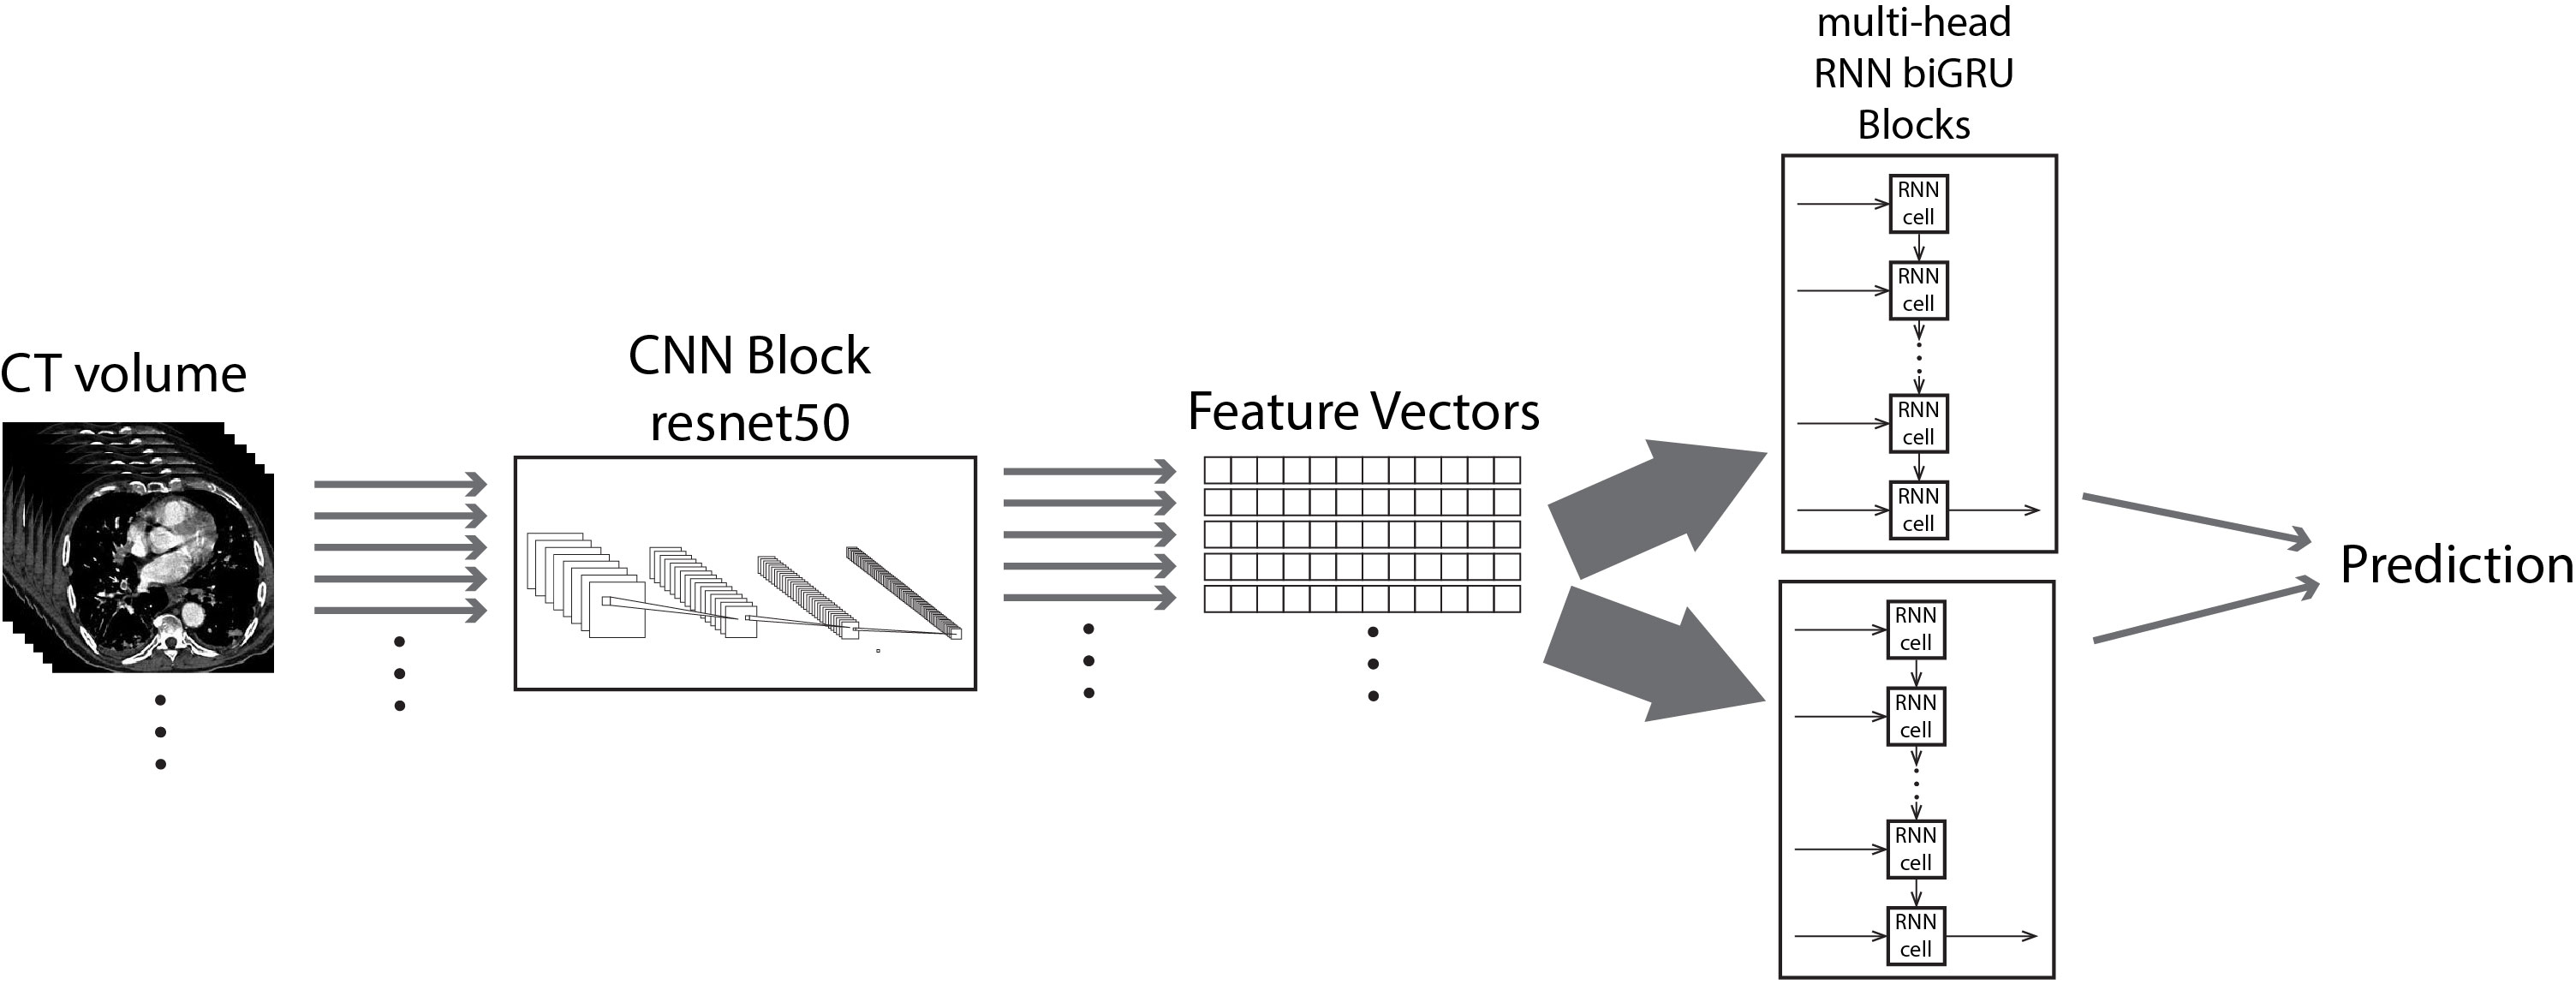 CT volume
CNN Block
resnet50
Feature Vectors
multi-head
RNN biGRU
Blocks
RNN
cell
RNN
cell
RNN
cell
RNN
cell
RNN
cell
RNN
cell
RNN
cell
RNN
cell
Prediction